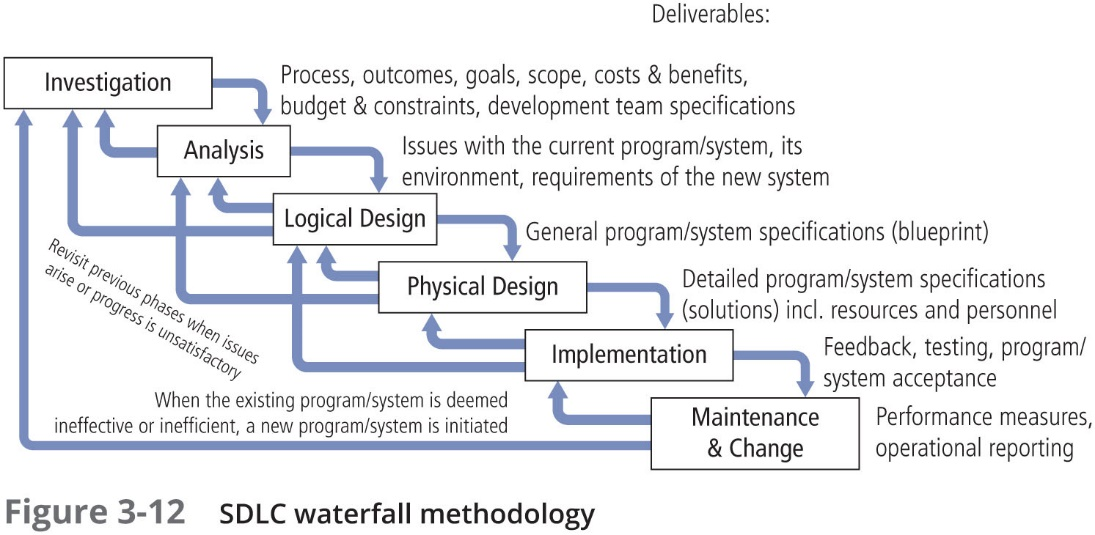 Deliverables:
Investigation
Process, outcomes, goals, scope, costs & benefits,
budget & constraints, development team specifications
Analysis
Issues with the current program/system, its
environment, requirements of the new system
Logical Design
General program/system specifications (blueprint)
Physical Design
Detailed program/system specifications
(solutions) incl. resources and personnel
Revisit previous phases when issues
arise or progress is unsatisfactory
Implementation
Feedback, testing, program/
system acceptance
When the existing program/system is deemed
ineffective or inefficient, a new program/system is initiated
Maintenance
& Change
Performance measures,
operational reporting
Figure 3-12 SDLC waterfall methodology